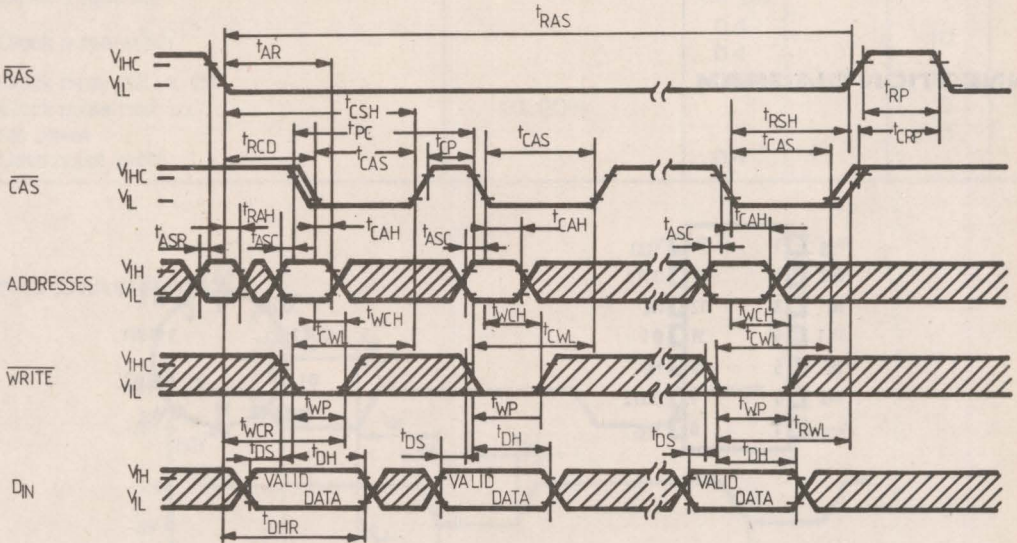 tRAS
tAR
RAS
VIHC
VIL
tRP
tCSH
tPC
tRSH
tCRP
tRCD
tCAS
tCP
tCAS
tCAS
CAS
VIHC
VIL
tRAH
tCAH
tCAH
tCAH
tASR
tASC
tASC
tASC
ADDRESSES
VIH
VIL
tWCH
tWCH
tWCH
tCWL
tCWL
tCWL
WRITE
VIHC
VIL
tWP
tWP
tWP
tWCR
tRWL
tDS
tDH
tDS
tDH
tDS
tDH
DIN
VIH
VIL
VALID
DATA
VALID
DATA
VALID
DATA
tDHR